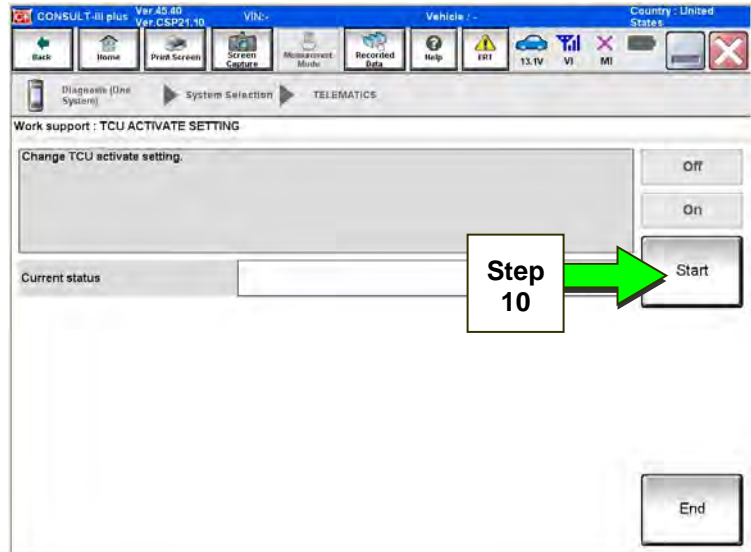 CONSULT-III plus Ver.45.40 VIN:- Vehicle : - Country : United
Ver.CSP21.10 States
Back Home Print Screen Screen Capture Measurement Mode Recorded Data Help ERT 13.1V VI MI
Diagnosis (One System) System Selection TELEMATICS
Work support : TCU ACTIVATE SETTING
Change TCU activate setting.
Off
On
Step
10
Start
Current status
End